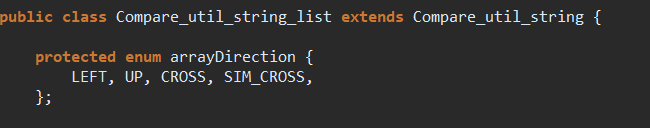 public class Compare_util_string_list extends Compare_util_string {
protected enum arrayDirection {
LEFT, UP, CROSS, SIM_CROSS,
};